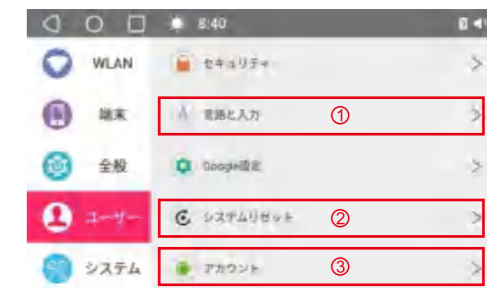 8:40
WLAN
セキュリティ
端末
言語と入力
①
全般
Google設定
ユーザー
システムリセット
②
システム
アカウント
③